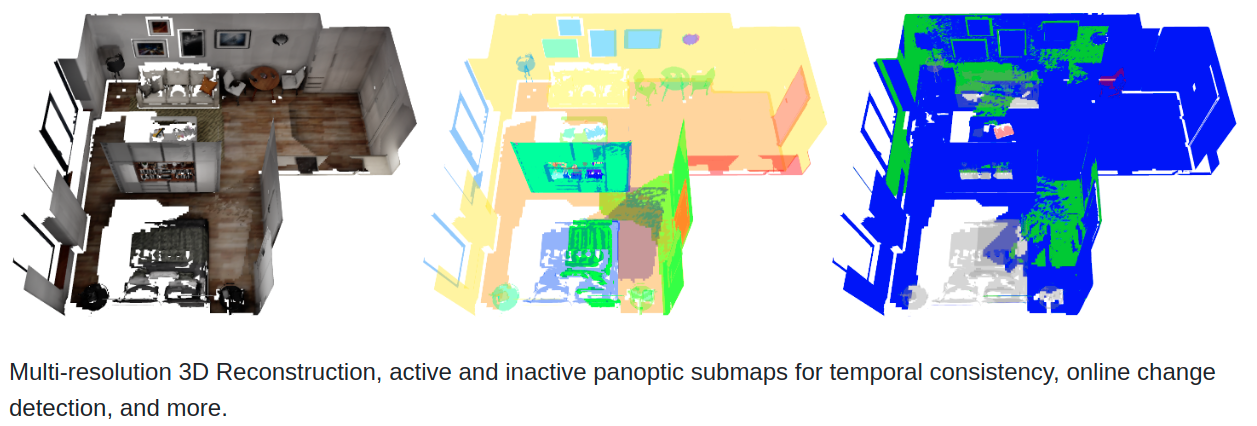 Multi-resolution 3D Reconstruction, active and inactive panoptic submaps for temporal consistency, online change
detection, and more.